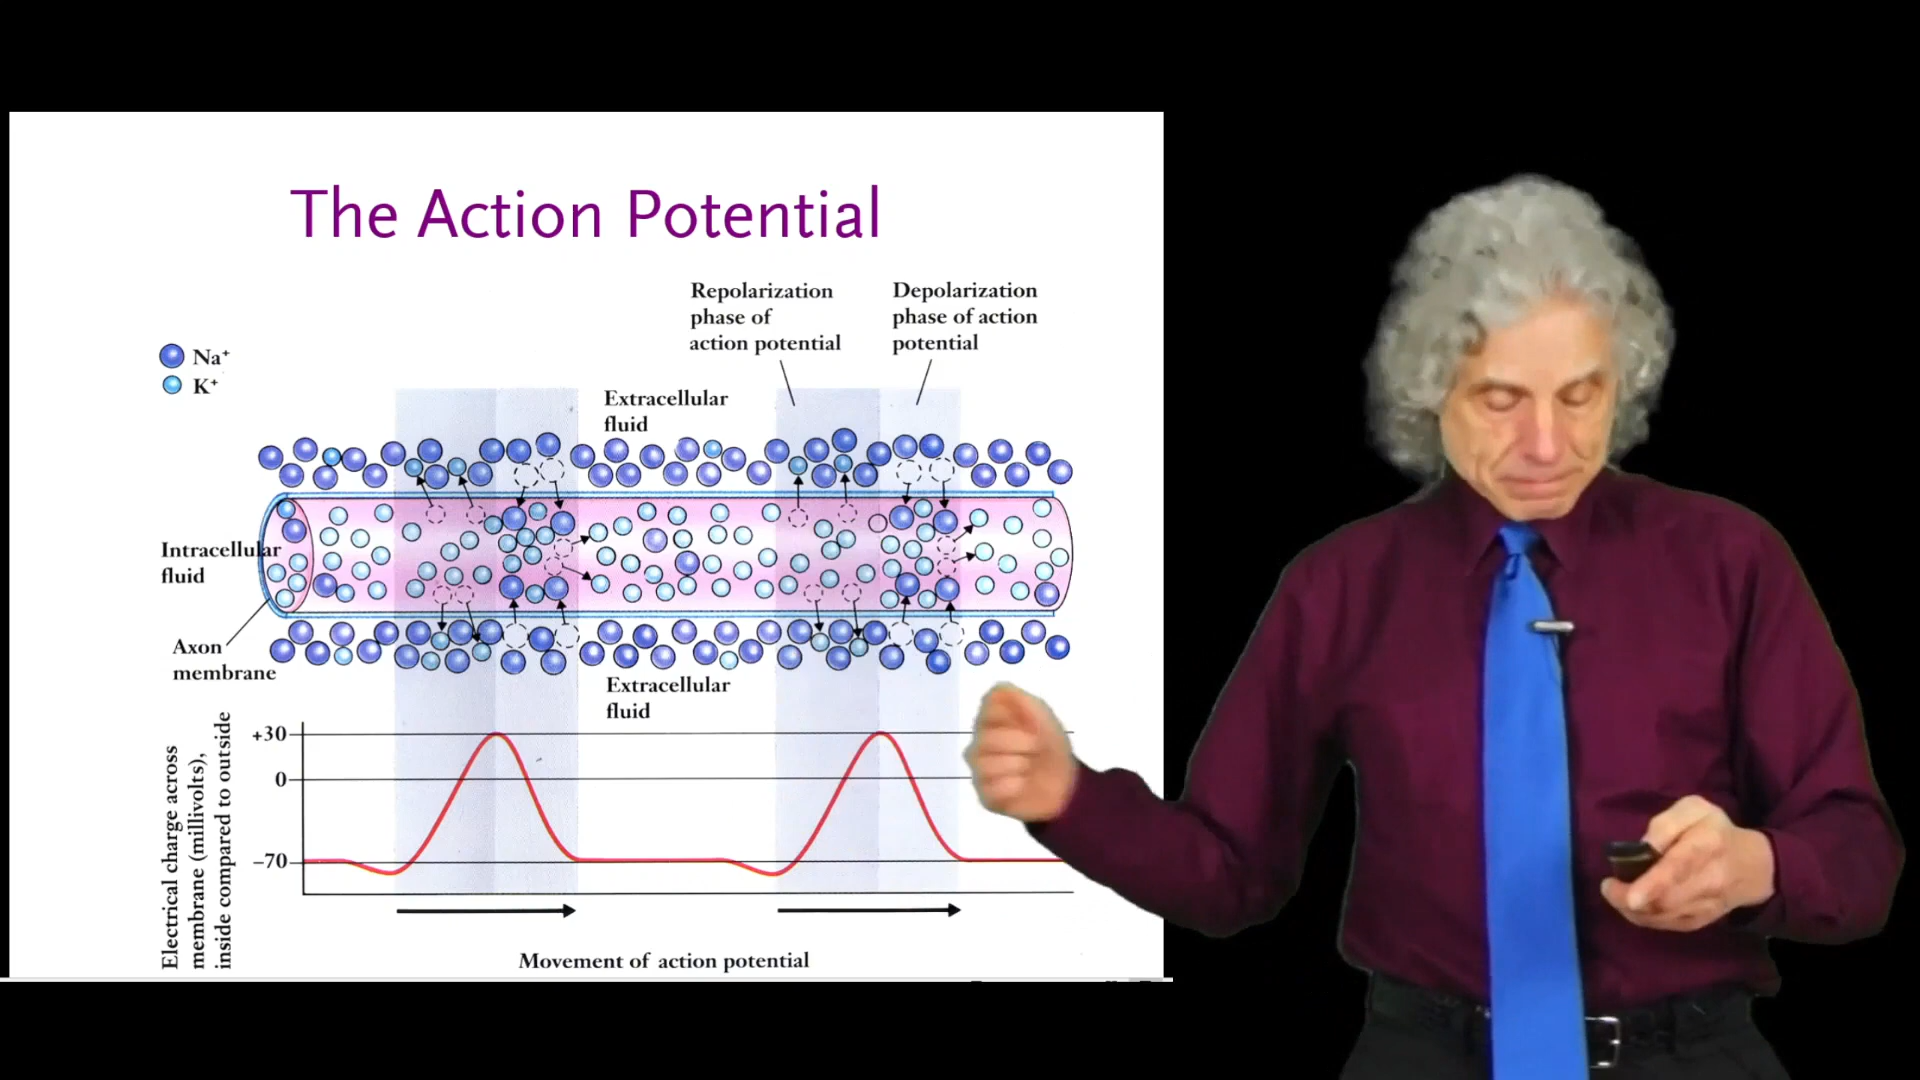 The Action Potential
Repolarization
phase of
action potential
Depolarization
phase of action
potential
Na⁺
K⁺
Extracellular
fluid
Intracellular
fluid
Axon
membrane
Extracellular
fluid
Electrical charge across
membrane (millivolts),
inside compared to outside
+30
0
−70
Movement of action potential